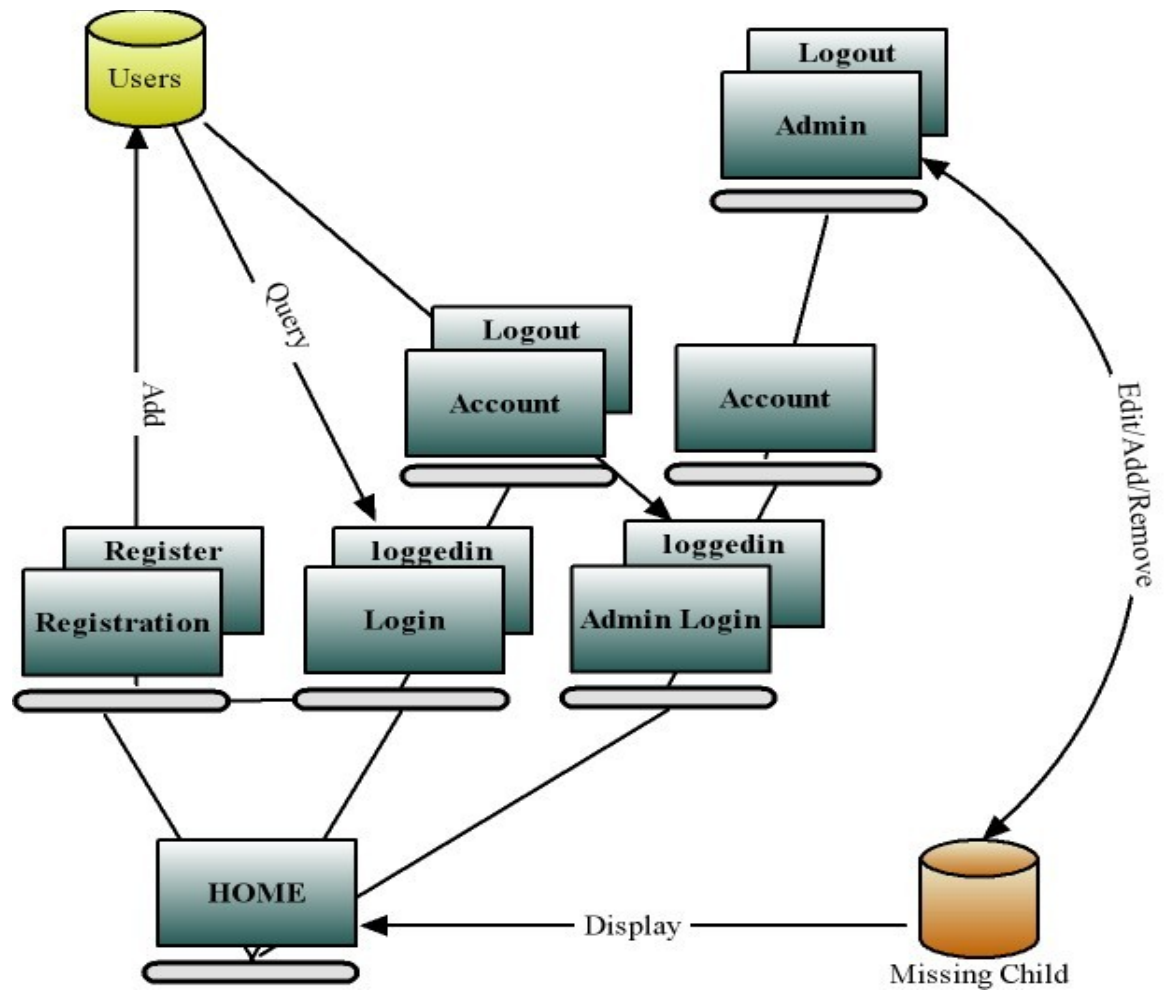 Users
Logout
Admin
Query
Logout
Account
Account
Add
Edit/Add/Remove
Register
Registration
loggedin
Login
loggedin
Admin Login
HOME
Display
Missing Child